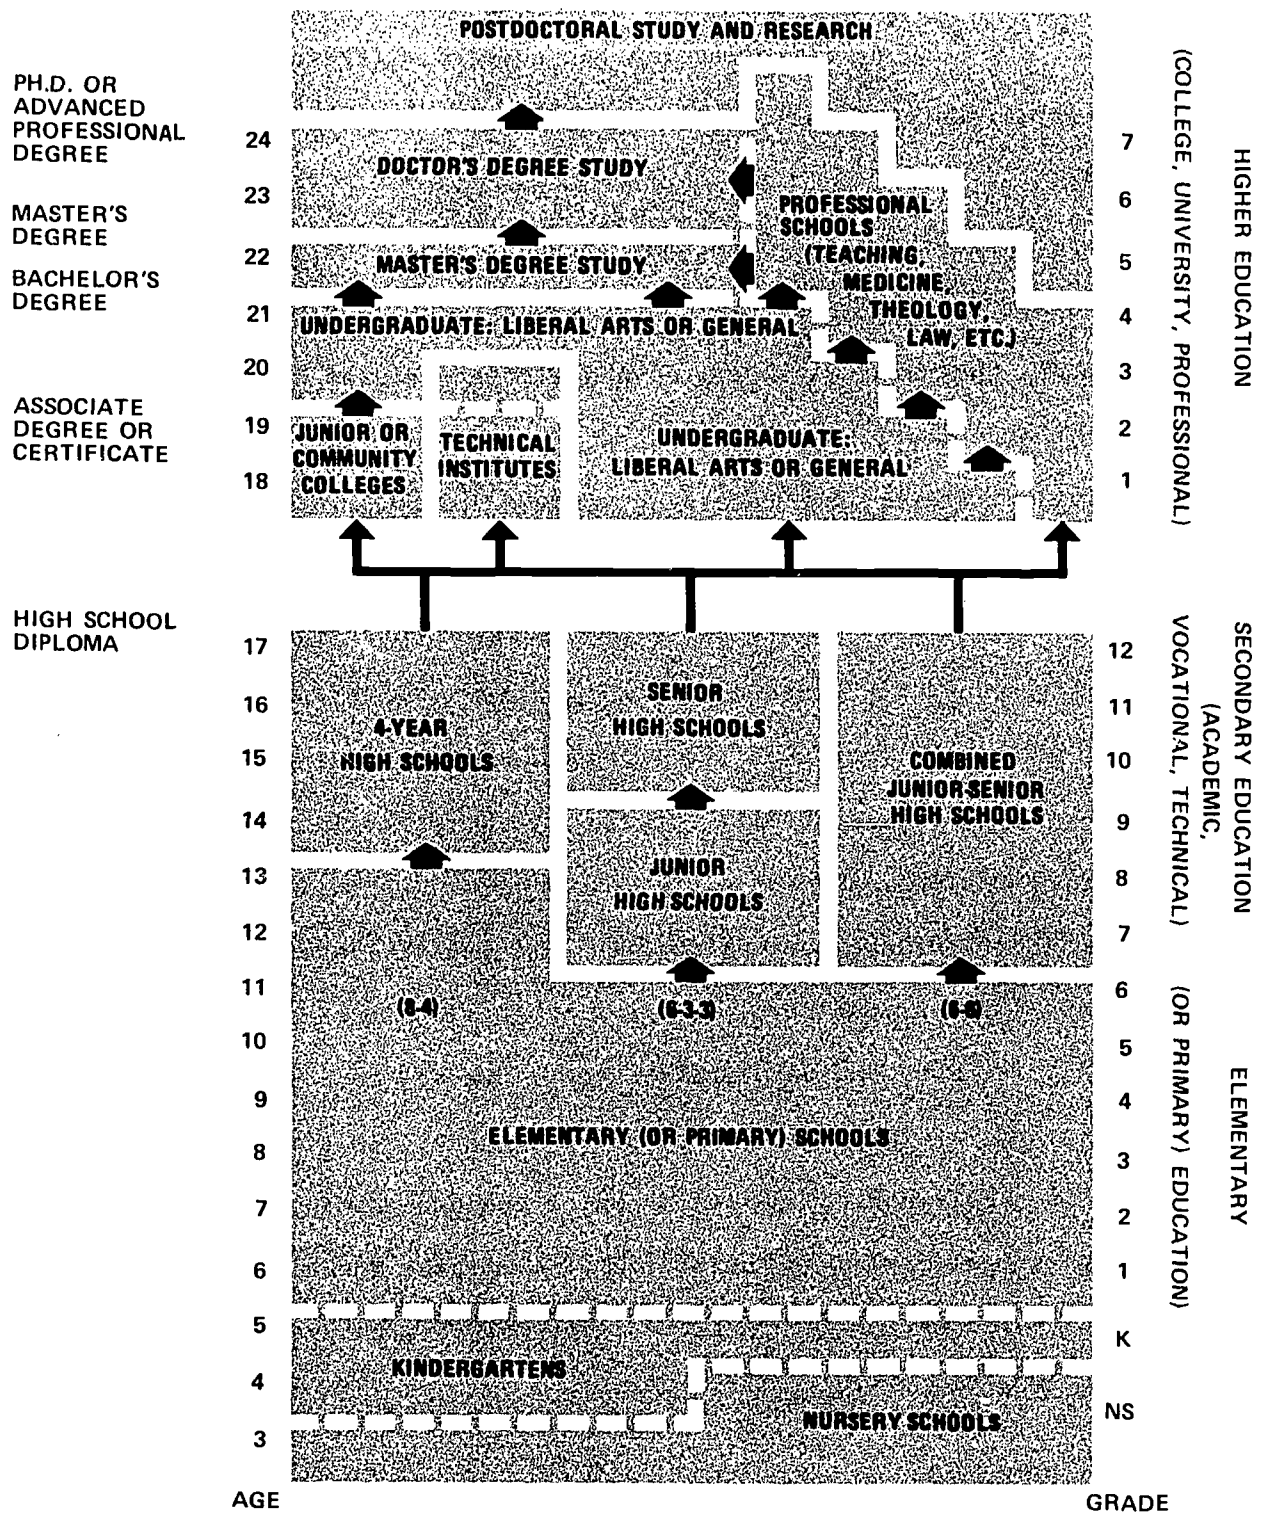 POSTDOCTORAL STUDY AND RESEARCH
PH.D. OR
ADVANCED
PROFESSIONAL
DEGREE
MASTER'S
DEGREE
BACHELOR'S
DEGREE
ASSOCIATE
DEGREE OR
CERTIFICATE
HIGH SCHOOL
DIPLOMA
24
23
22
21
20
19
18
17
16
15
14
13
12
11
10
9
8
7
6
5
4
3
AGE
DOCTOR'S DEGREE STUDY
MASTER'S DEGREE STUDY
PROFESSIONAL
SCHOOLS
(TEACHING,
MEDICINE,
THEOLOGY,
LAW, ETC.)
UNDERGRADUATE: LIBERAL ARTS OR GENERAL
JUNIOR OR
COMMUNITY
COLLEGES
TECHNICAL
INSTITUTES
UNDERGRADUATE:
LIBERAL ARTS OR GENERAL
4-YEAR
HIGH SCHOOLS
SENIOR
HIGH SCHOOLS
JUNIOR
HIGH SCHOOLS
COMBINED
JUNIOR-SENIOR
HIGH SCHOOLS
(8-4)
(6-3-3)
(6-6)
ELEMENTARY (OR PRIMARY) SCHOOLS
KINDERGARTENS
NURSERY SCHOOLS
7
6
5
4
3
2
1
12
11
10
9
8
7
6
5
4
3
2
1
K
NS
GRADE
HIGHER EDUCATION
(COLLEGE, UNIVERSITY, PROFESSIONAL)
SECONDARY EDUCATION
(ACADEMIC,
VOCATIONAL, TECHNICAL)
ELEMENTARY
(OR PRIMARY) EDUCATION)